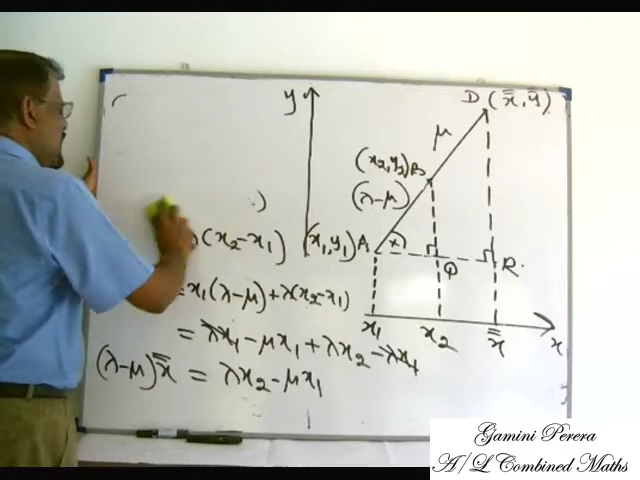 y
D (x̿, y̿)
μ
(x₂, y₂) B
(λ-μ)
)
(x₂-x₁)
(x₁, y₁) A
α
Q
R
= x₁(λ-μ)+λ(x₂-x₁)
x₁
x₂
x̿
x
= λx₁ - μx₁ + λx₂ - λx₁
(λ-μ)x̿ = λx₂ - μx₁
Gamini Perera
A/L Combined Maths